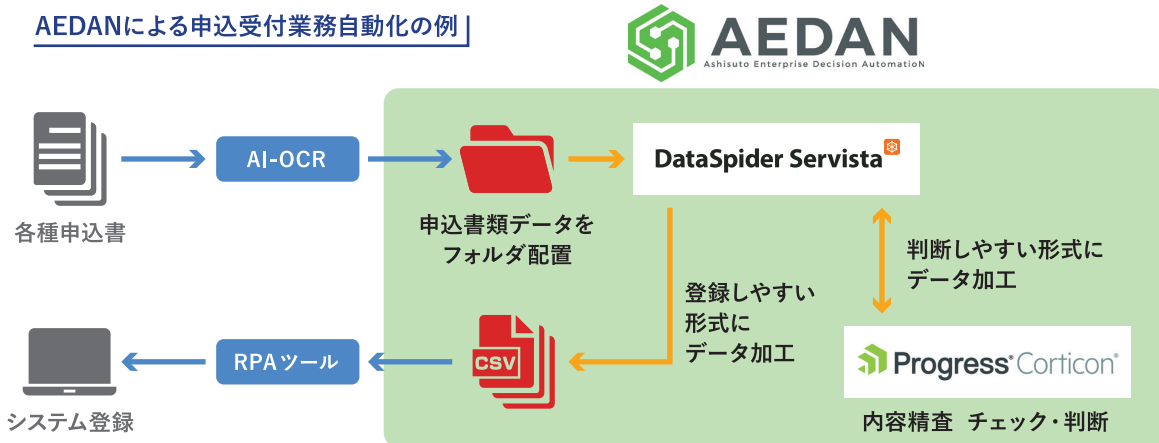 AEDANによる申込受付業務自動化の例
AEDAN
Ashisuto Enterprise Decision AutomatioN
各種申込書
AI-OCR
申込書類データを
フォルダ配置
DataSpider Servista
判断しやすい形式に
データ加工
登録しやすい
形式に
データ加工
Progress® Corticon®
内容精査 チェック・判断
CSV
RPAツール
システム登録